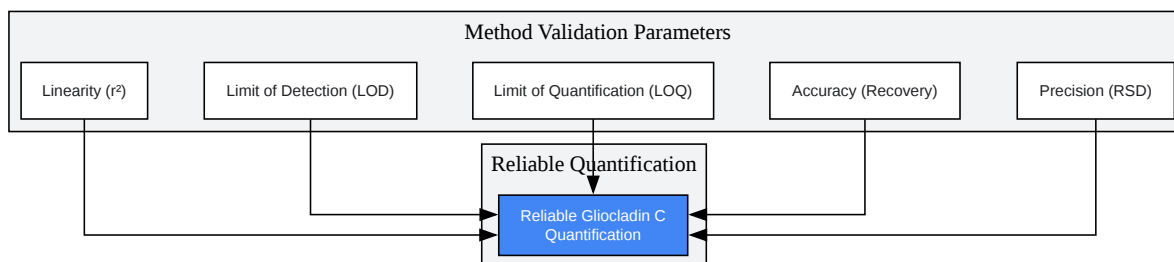 Method Validation Parameters
Linearity (r²)
Limit of Detection (LOD)
Limit of Quantification (LOQ)
Accuracy (Recovery)
Precision (RSD)
Reliable Quantification
Reliable Gliocladin C
Quantification